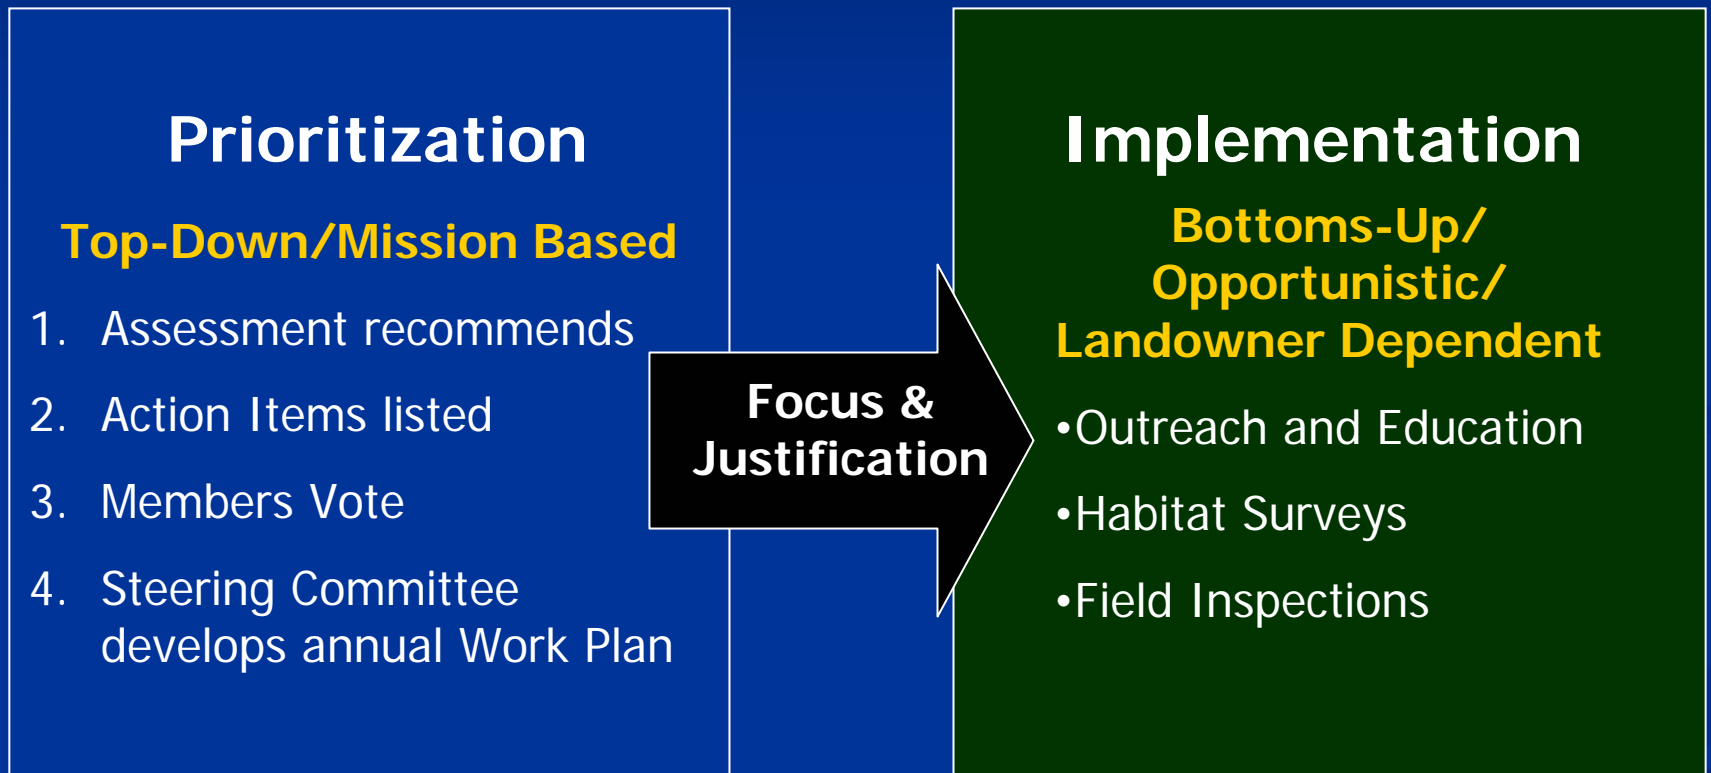 Prioritization
Top-Down/Mission Based
1. Assessment recommends
2. Action Items listed
3. Members Vote
4. Steering Committee
develops annual Work Plan
Focus &
Justification
Implementation
Bottoms-Up/
Opportunistic/
Landowner Dependent
•Outreach and Education
•Habitat Surveys
•Field Inspections